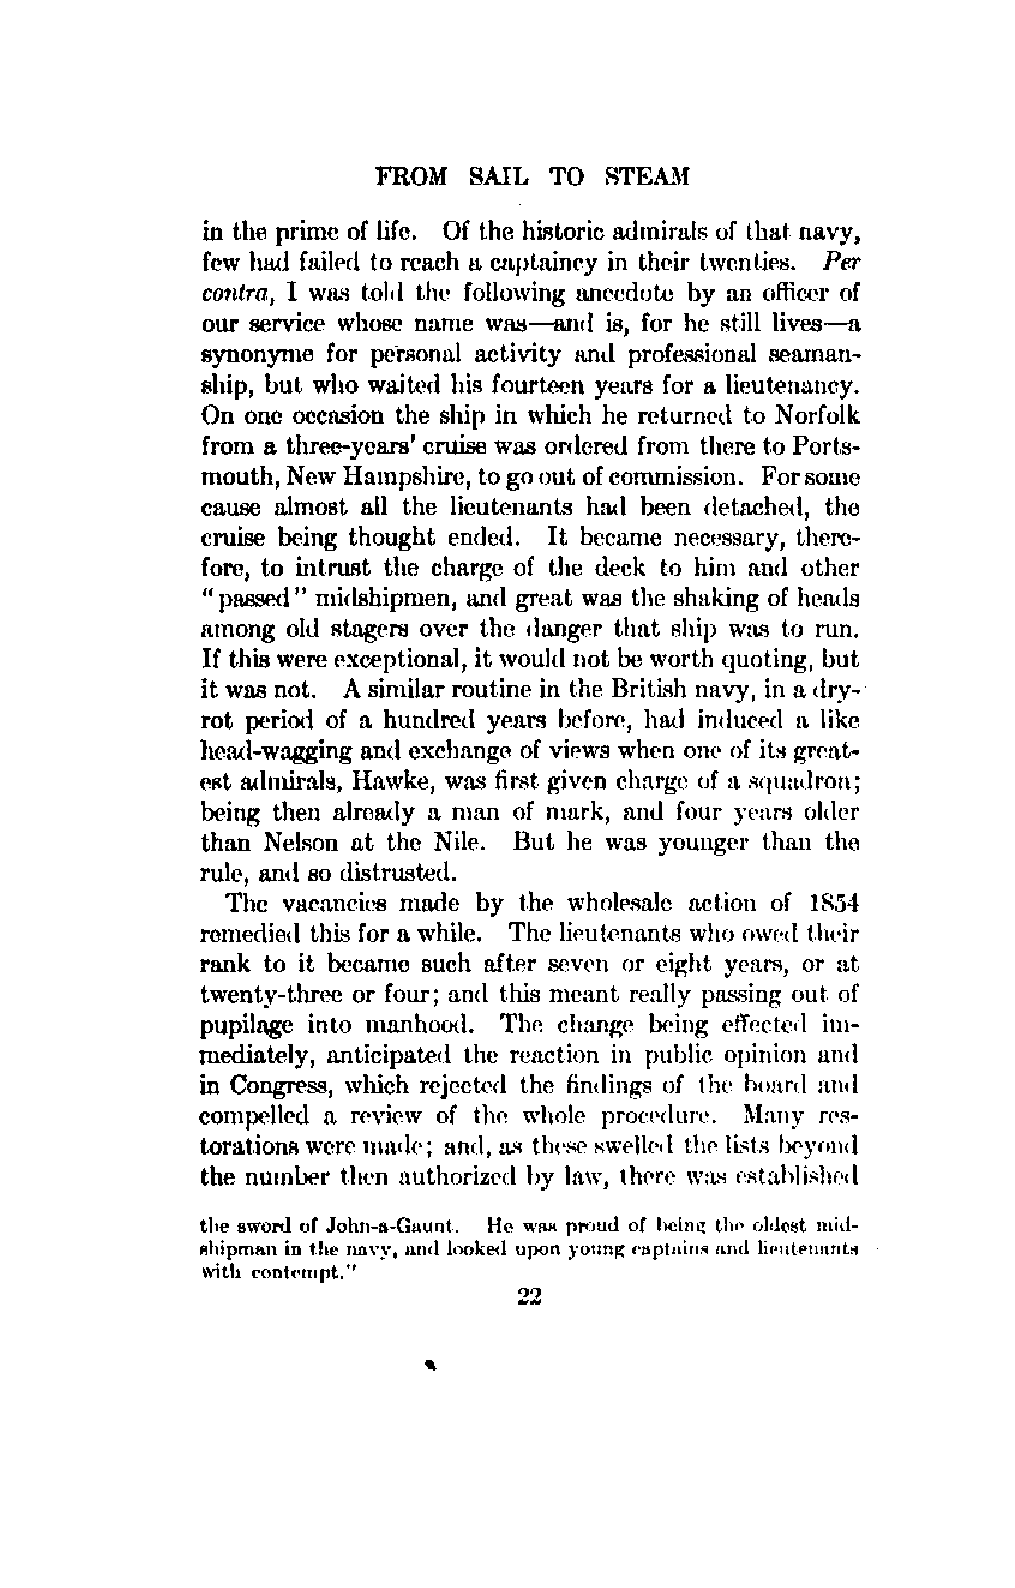 FROM SAIL TO STEAM
in the prime of life. Of the historic admirals of that navy,
few had failed to reach a captaincy in their twenties. Per
contra, I was told the following anecdote by an officer of
our service whose name was—and is, for he still lives—a
synonyme for personal activity and professional seaman-
ship, but who waited his fourteen years for a lieutenancy.
On one occasion the ship in which he returned to Norfolk
from a three-years' cruise was ordered from there to Ports-
mouth, New Hampshire, to go out of commission. For some
cause almost all the lieutenants had been detached, the
cruise being thought ended. It became necessary, there-
fore, to intrust the charge of the deck to him and other
"passed" midshipmen, and great was the shaking of heads
among old stagers over the danger that ship was to run.
If this were exceptional, it would not be worth quoting, but
it was not. A similar routine in the British navy, in a dry-
rot period of a hundred years before, had induced a like
head-wagging and exchange of views when one of its great-
est admirals, Hawke, was first given charge of a squadron;
being then already a man of mark, and four years older
than Nelson at the Nile. But he was younger than the
rule, and so distrusted.
The vacancies made by the wholesale action of 1854
remedied this for a while. The lieutenants who owed their
rank to it became such after seven or eight years, or at
twenty-three or four; and this meant really passing out of
pupilage into manhood. The change being effected im-
mediately, anticipated the reaction in public opinion and
in Congress, which rejected the findings of the board and
compelled a review of the whole procedure. Many res-
torations were made; and, as these swelled the lists beyond
the number then authorized by law, there was established
the sword of John-a-Gaunt. He was proud of being the oldest mid-
shipman in the navy, and looked upon young captains and lieutenants
with contempt."
22